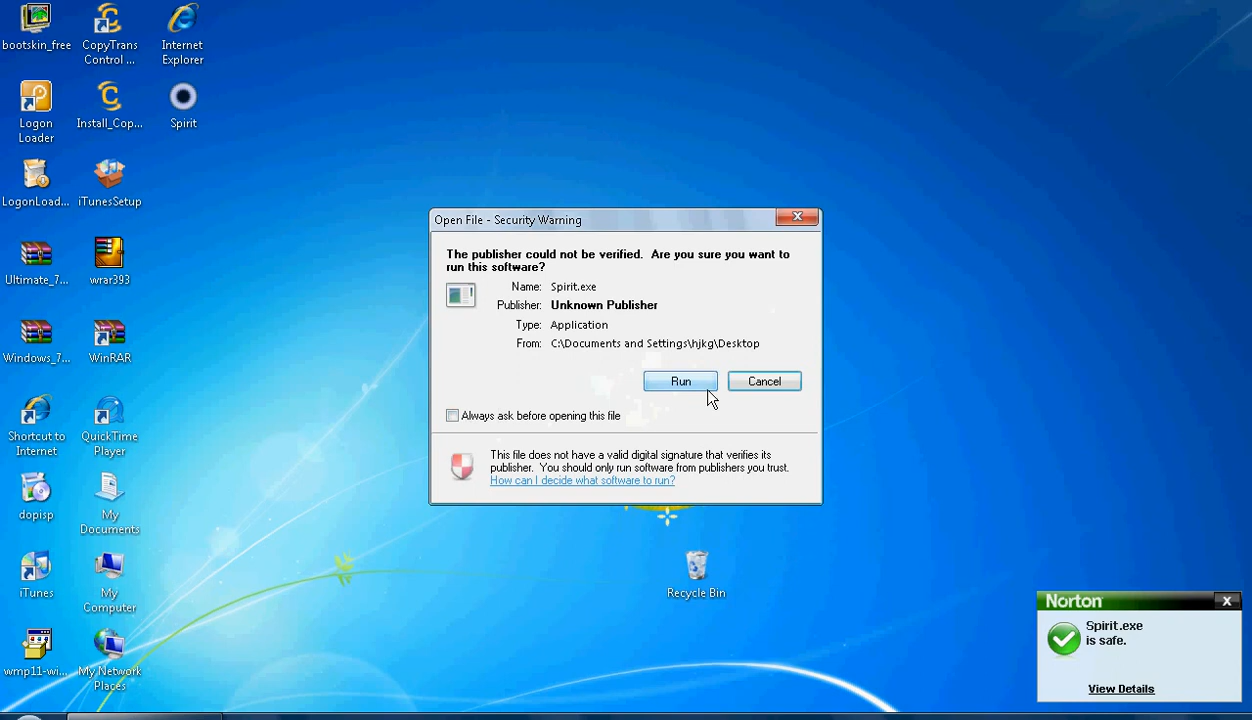 bootskin_free
CopyTrans
Control ...
Internet
Explorer
Logon
Loader
Install_Cop...
Spirit
LogonLoad...
iTunesSetup
Ultimate_7...
wrar393
Windows_7...
WinRAR
Shortcut to
Internet
QuickTime
Player
dopisp
My
Documents
iTunes
My
Computer
wmp11-wi...
My Network
Places
Open File - Security Warning
The publisher could not be verified.  Are you sure you want to
run this software?
Name: Spirit.exe
Publisher: Unknown Publisher
Type: Application
From: C:\Documents and Settings\hjkg\Desktop
Run
Cancel
Always ask before opening this file
This file does not have a valid digital signature that verifies its
publisher.  You should only run software from publishers you trust.
How can I decide what software to run?
Recycle Bin
Norton
Spirit.exe
is safe.
View Details